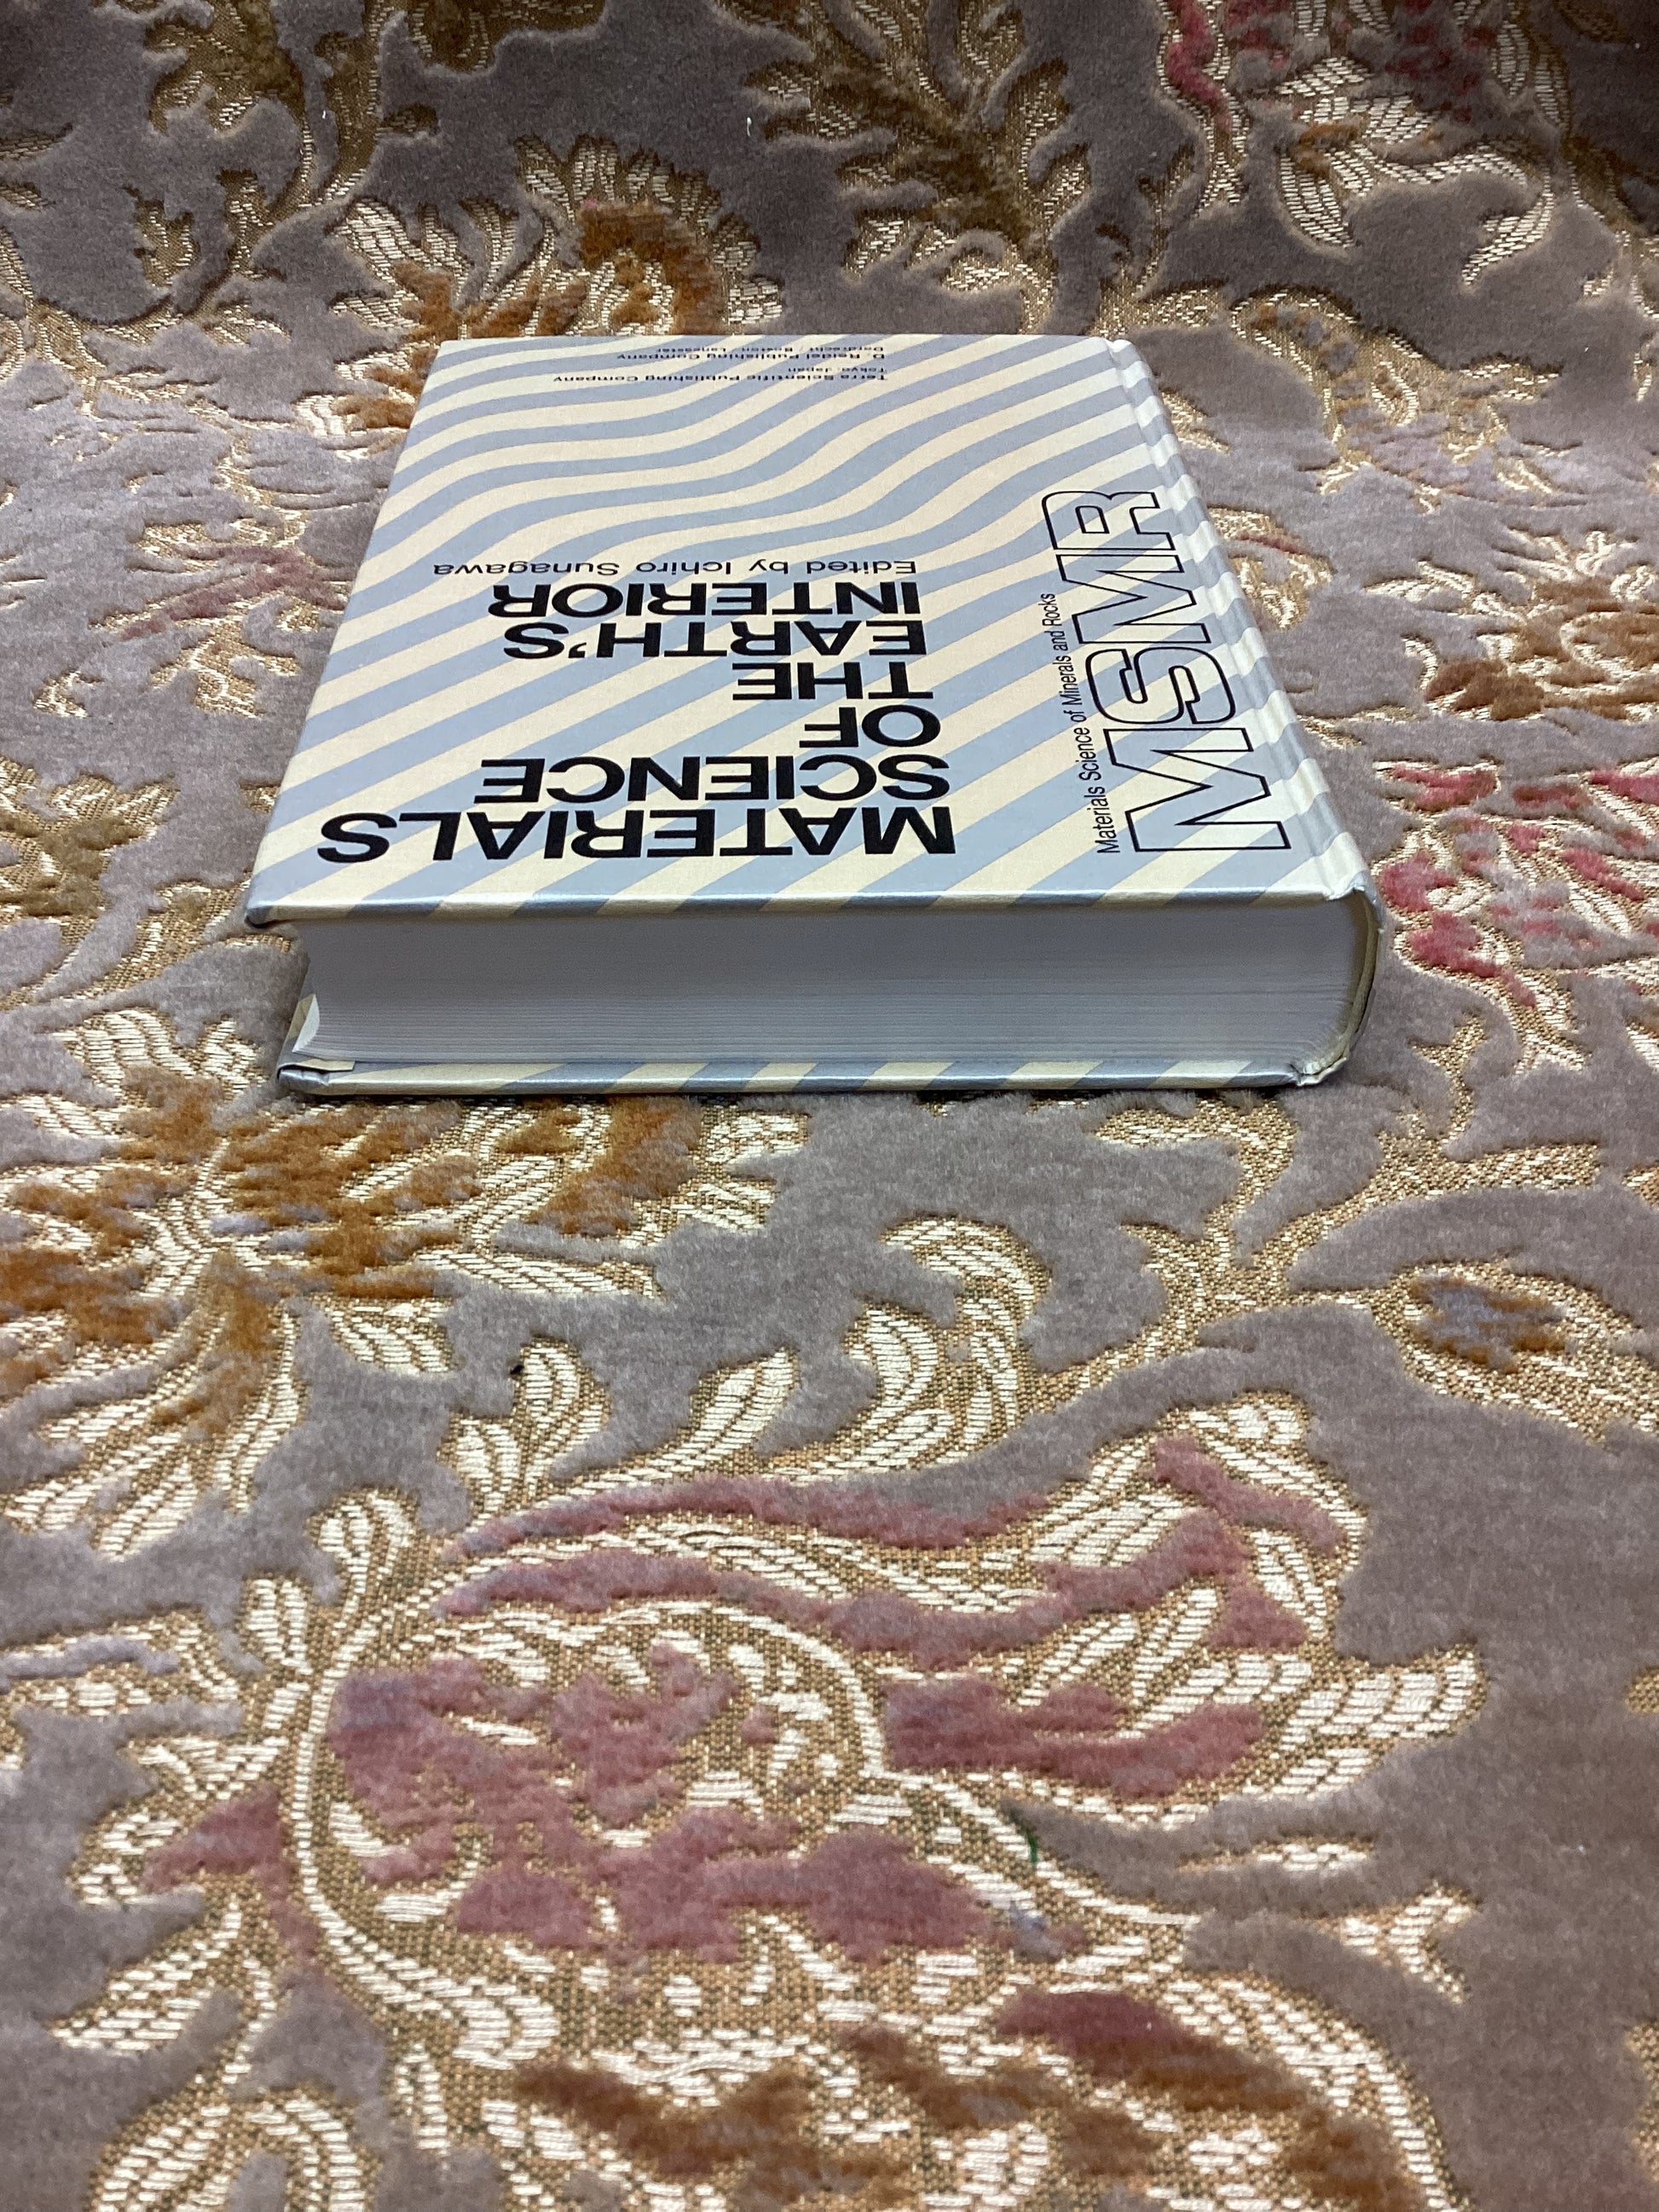 MATERIALS
SCIENCE
OF
THE
EARTH'S
INTERIOR
Edited by Ichiro Sunagawa
Terra Scientific Publishing Company
Tokyo, Japan
D. Reidel Publishing Company
Dordrecht / Boston / Lancaster
Materials Science of Minerals and Rocks
MSMR